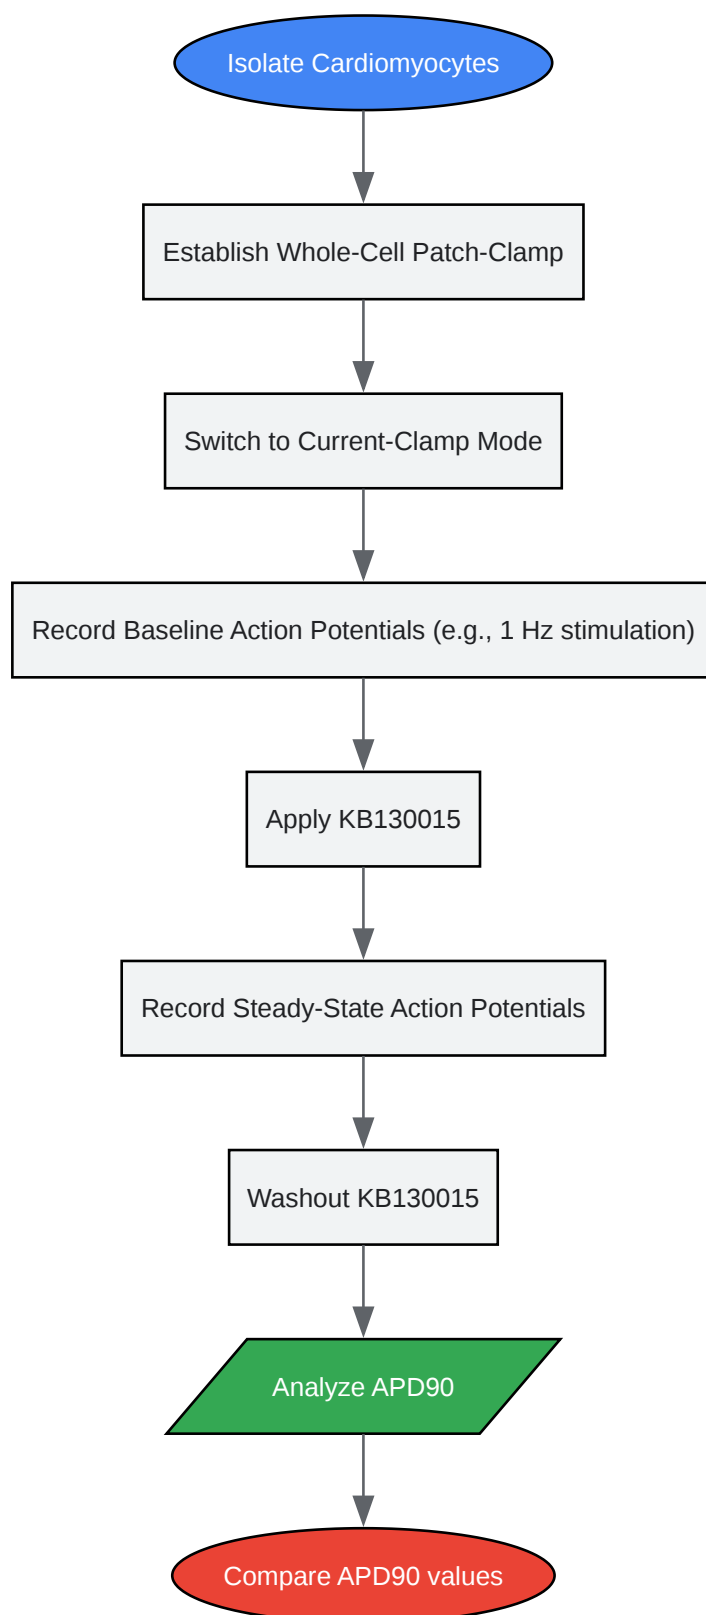 Isolate Cardiomyocytes
Establish Whole-Cell Patch-Clamp
Switch to Current-Clamp Mode
Record Baseline Action Potentials (e.g., 1 Hz stimulation)
Apply KB130015
Record Steady-State Action Potentials
Washout KB130015
Analyze APD90
Compare APD90 values